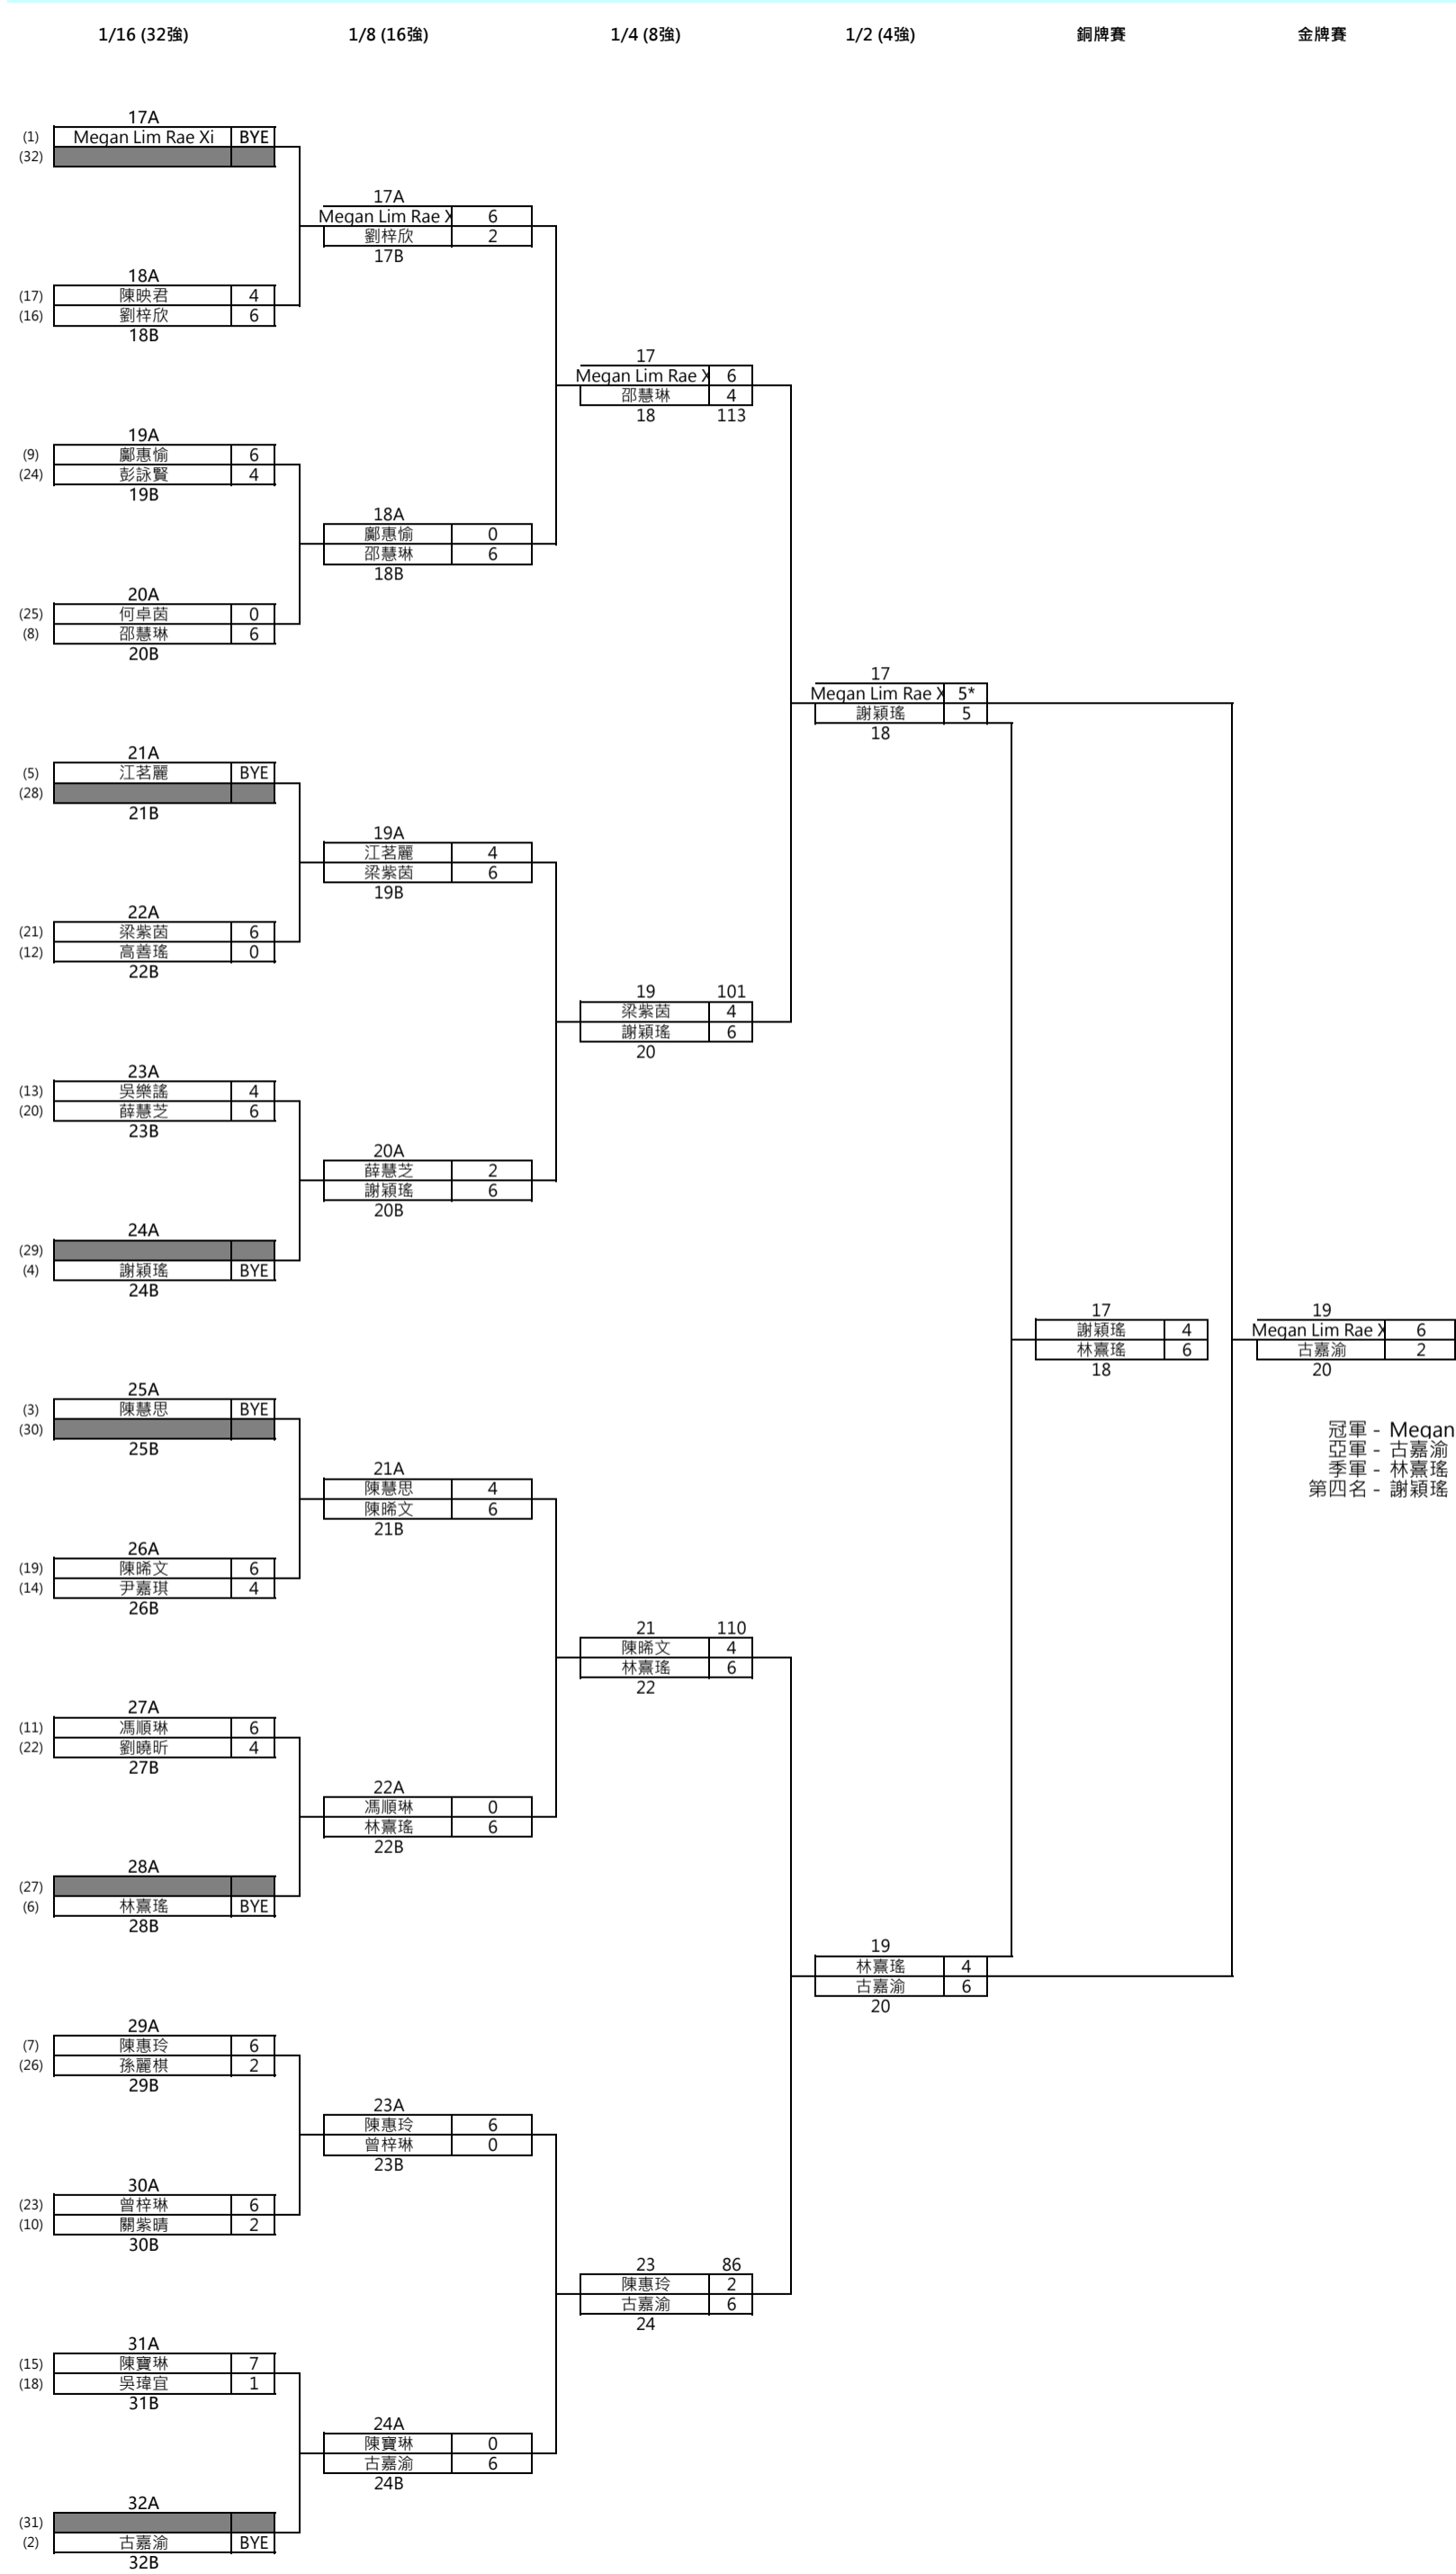 1/16 (32強) 1/8 (16強) 1/4 (8強) 1/2 (4強) 銅牌賽 金牌賽
17A
(1) Megan Lim Rae Xi BYE
(32)
17A
Megan Lim Rae X 6
劉梓欣 2
17B
18A
(17) 陳映君 4
(16) 劉梓欣 6
18B
17
Megan Lim Rae X 6
邵慧琳 4
18 113
19A
(9) 鄺惠愉 6
(24) 彭詠賢 4
19B
18A
鄺惠愉 0
邵慧琳 6
18B
20A
(25) 何卓茵 0
(8) 邵慧琳 6
20B
17
Megan Lim Rae X 5*
謝穎瑤 5
18
21A
(5) 江茗麗 BYE
(28)
21B
19A
江茗麗 4
梁紫茵 6
19B
22A
(21) 梁紫茵 6
(12) 高善瑤 0
22B
19 101
梁紫茵 4
謝穎瑤 6
20
23A
(13) 吳樂謠 4
(20) 薛慧芝 6
23B
20A
薛慧芝 2
謝穎瑤 6
20B
24A
(29)
(4) 謝穎瑤 BYE
24B
17
謝穎瑤 4
林熹瑤 6
18
19
Megan Lim Rae X 6
古嘉渝 2
20
25A
(3) 陳慧思 BYE
(30)
25B
冠軍 - Megan
亞軍 - 古嘉渝
季軍 - 林熹瑤
第四名 - 謝穎瑤
21A
陳慧思 4
陳晞文 6
21B
26A
(19) 陳晞文 6
(14) 尹嘉琪 4
26B
21 110
陳晞文 4
林熹瑤 6
22
27A
(11) 馮順琳 6
(22) 劉曉昕 4
27B
22A
馮順琳 0
林熹瑤 6
22B
28A
(27)
(6) 林熹瑤 BYE
28B
19
林熹瑤 4
古嘉渝 6
20
29A
(7) 陳惠玲 6
(26) 孫麗棋 2
29B
23A
陳惠玲 6
曾梓琳 0
23B
30A
(23) 曾梓琳 6
(10) 關紫晴 2
30B
23 86
陳惠玲 2
古嘉渝 6
24
31A
(15) 陳寶琳 7
(18) 吳瑋宜 1
31B
24A
陳寶琳 0
古嘉渝 6
24B
32A
(31)
(2) 古嘉渝 BYE
32B